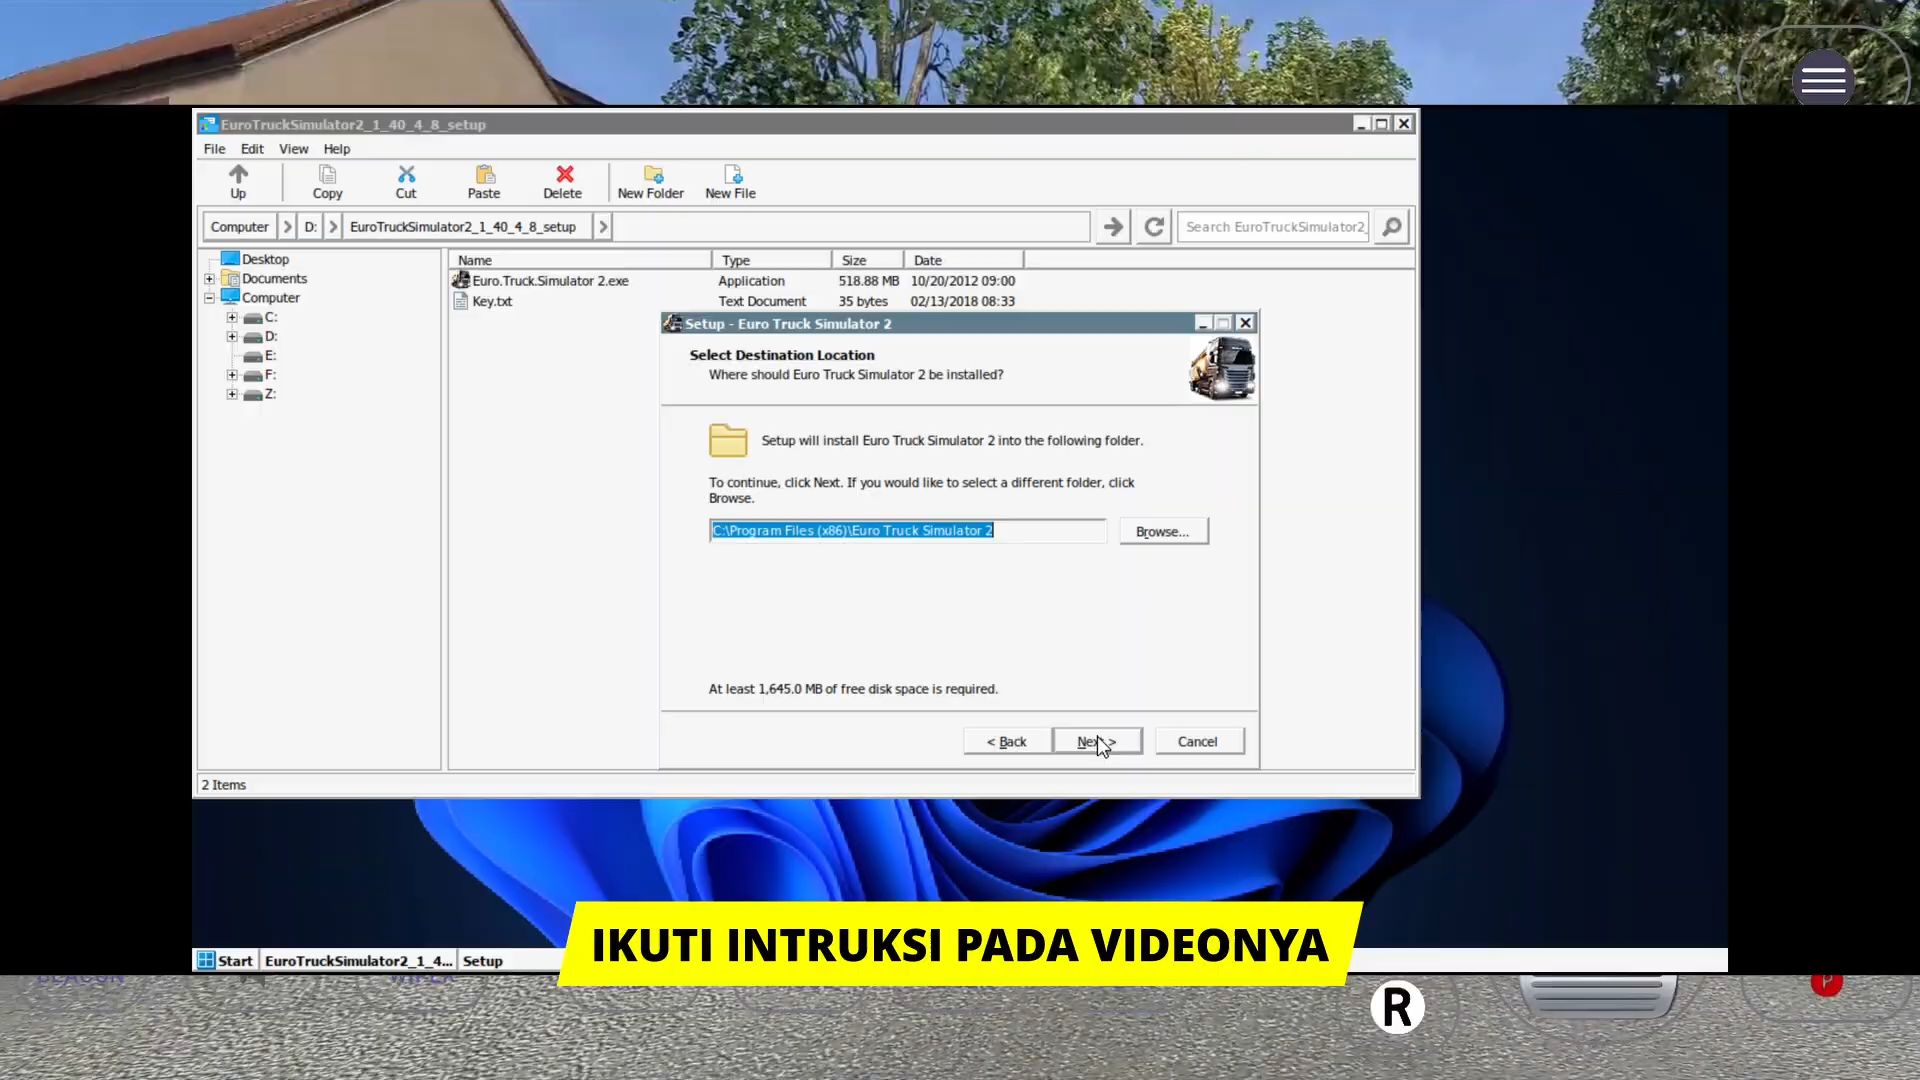 EuroTruckSimulator2_1_40_4_8_setup
File Edit View Help
Up Copy Cut Paste Delete New Folder New File
Computer D: EuroTruckSimulator2_1_40_4_8_setup Search EuroTruckSimulator2_
Desktop
Documents
Computer
C:
D:
E:
F:
Z:
Name Type Size Date
Euro.Truck.Simulator 2.exe Application 518.88 MB 10/20/2012 09:00
Key.txt Text Document 35 bytes 02/13/2018 08:33
Setup - Euro Truck Simulator 2
Select Destination Location
Where should Euro Truck Simulator 2 be installed?
Setup will install Euro Truck Simulator 2 into the following folder.
To continue, click Next. If you would like to select a different folder, click
Browse.
C:\Program Files (x86)\Euro Truck Simulator 2
Browse...
At least 1,645.0 MB of free disk space is required.
< Back Next > Cancel
2 Items
IKUTI INTRUKSI PADA VIDEONYA
Start EuroTruckSimulator2_1_4... Setup
R
P